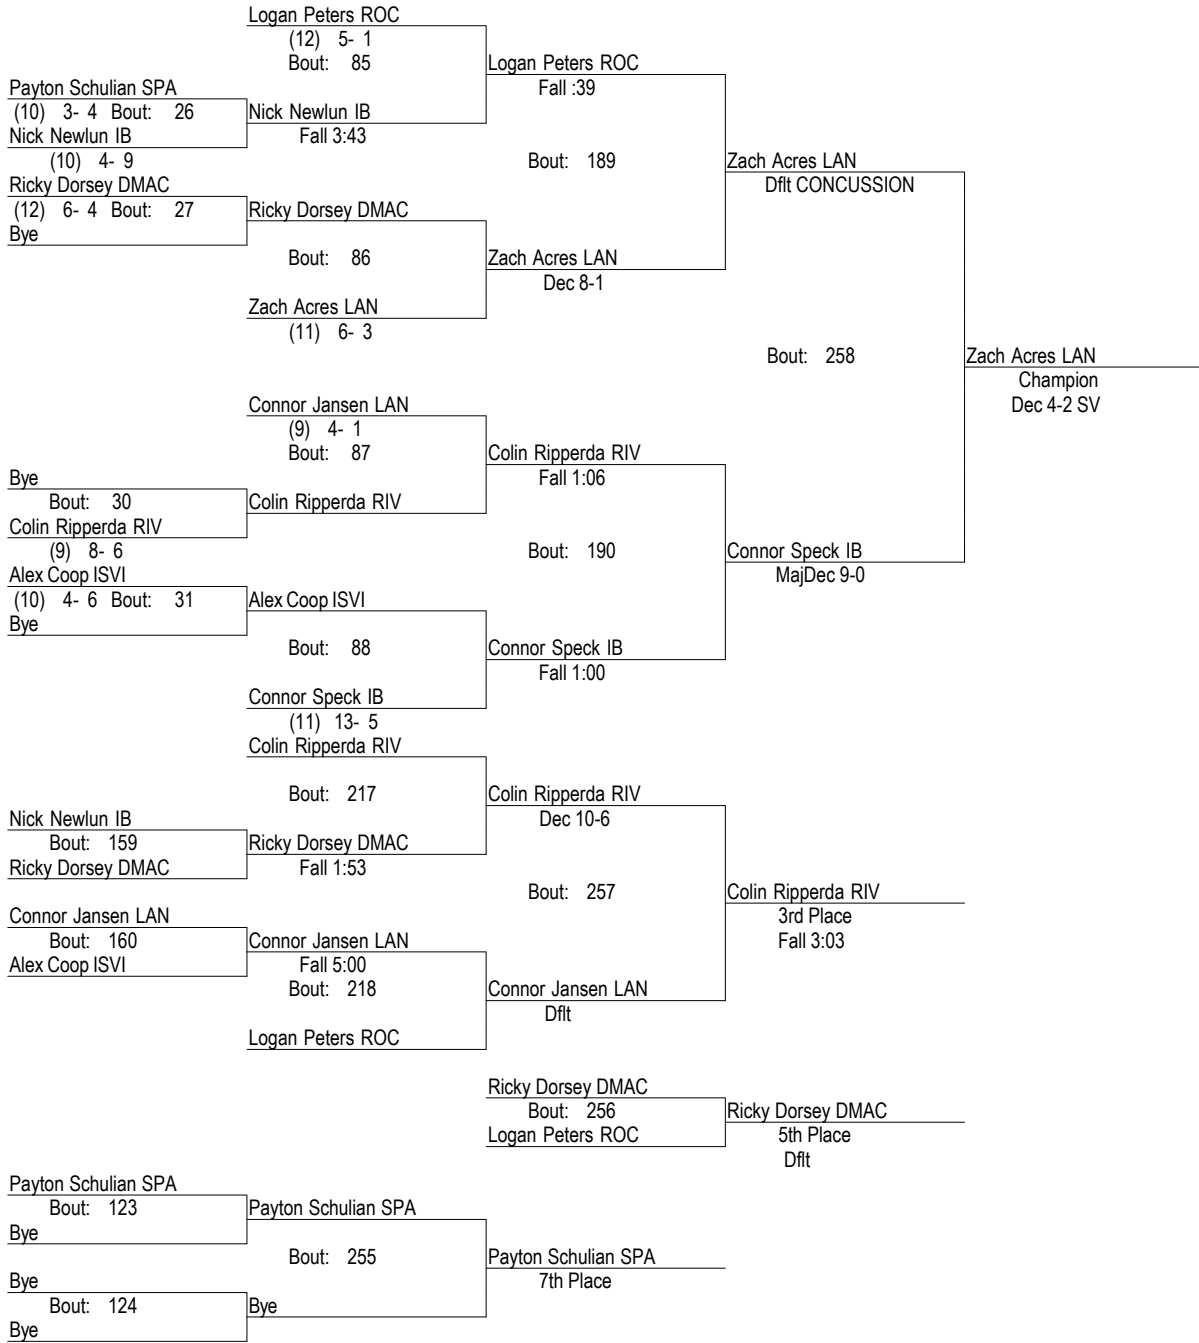 Logan Peters ROC
(12) 5- 1
Bout: 85
Logan Peters ROC
Fall :39
Payton Schulian SPA
(10) 3- 4 Bout: 26
Nick Newlun IB
Nick Newlun IB
Fall 3:43
(10) 4- 9
Bout: 189
Zach Acres LAN
Dflt CONCUSSION
Ricky Dorsey DMAC
(12) 6- 4 Bout: 27
Ricky Dorsey DMAC
Bye
Bout: 86
Zach Acres LAN
Dec 8-1
Zach Acres LAN
(11) 6- 3
Bout: 258
Zach Acres LAN
Champion
Dec 4-2 SV
Connor Jansen LAN
(9) 4- 1
Bout: 87
Colin Ripperda RIV
Fall 1:06
Bye
Bout: 30
Colin Ripperda RIV
Colin Ripperda RIV
(9) 8- 6
Bout: 190
Connor Speck IB
MajDec 9-0
Alex Coop ISVI
(10) 4- 6 Bout: 31
Alex Coop ISVI
Bye
Bout: 88
Connor Speck IB
Fall 1:00
Connor Speck IB
(11) 13- 5
Colin Ripperda RIV
Bout: 217
Colin Ripperda RIV
Dec 10-6
Nick Newlun IB
Bout: 159
Ricky Dorsey DMAC
Ricky Dorsey DMAC
Fall 1:53
Bout: 257
Colin Ripperda RIV
3rd Place
Fall 3:03
Connor Jansen LAN
Bout: 160
Connor Jansen LAN
Alex Coop ISVI
Fall 5:00
Bout: 218
Connor Jansen LAN
Dflt
Logan Peters ROC
Ricky Dorsey DMAC
Bout: 256
Ricky Dorsey DMAC
Logan Peters ROC
5th Place
Dflt
Payton Schulian SPA
Bout: 123
Payton Schulian SPA
Bye
Bout: 255
Payton Schulian SPA
7th Place
Bye
Bout: 124
Bye
Bye